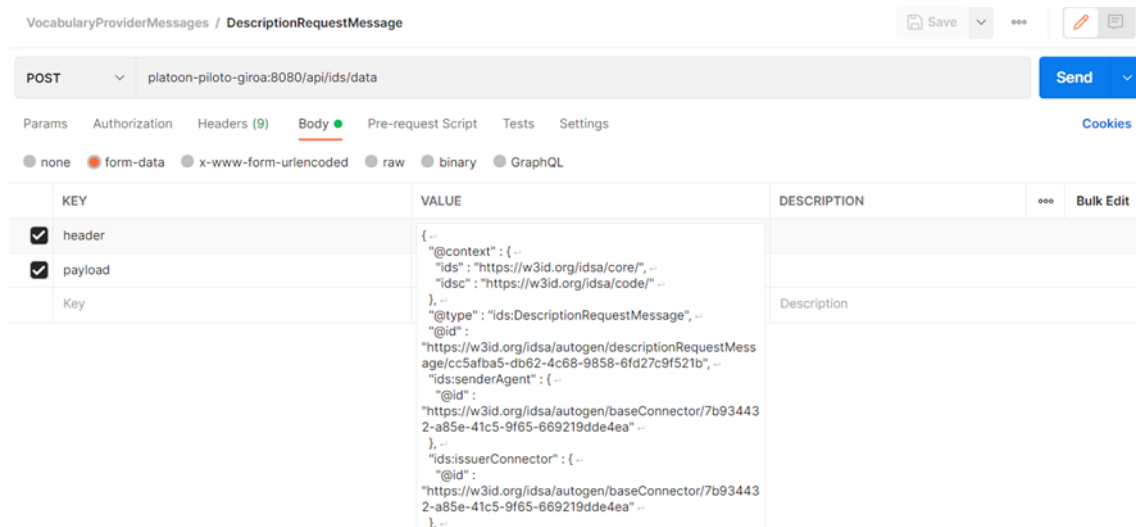 VocabularyProviderMessages / DescriptionRequestMessage
Save
POST platoon-piloto-giroa:8080/api/ids/data Send
Params Authorization Headers (9) Body Pre-request Script Tests Settings Cookies
none form-data x-www-form-urlencoded raw binary GraphQL
KEY VALUE DESCRIPTION Bulk Edit
header
payload
Key Description
{
"@context" : {
"ids" : "https://w3id.org/idsa/core/",
"idsc" : "https://w3id.org/idsa/code/"
},
"@type" : "ids:DescriptionRequestMessage",
"@id" :
"https://w3id.org/idsa/autogen/descriptionRequestMess
age/cc5afba5-db62-4c68-9858-6fd27c9f521b",
"ids:senderAgent" : {
"@id" :
"https://w3id.org/idsa/autogen/baseConnector/7b93443
2-a85e-41c5-9f65-669219dde4ea"
},
"ids:issuerConnector" : {
"@id" :
"https://w3id.org/idsa/autogen/baseConnector/7b93443
2-a85e-41c5-9f65-669219dde4ea"
},